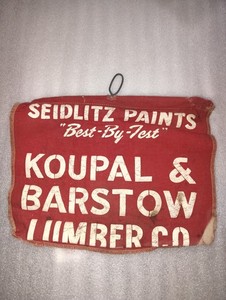 SEIDLITZ PAINTS
"Best-By-Test"
KOUPAL &
BARSTOW
LUMBER CO